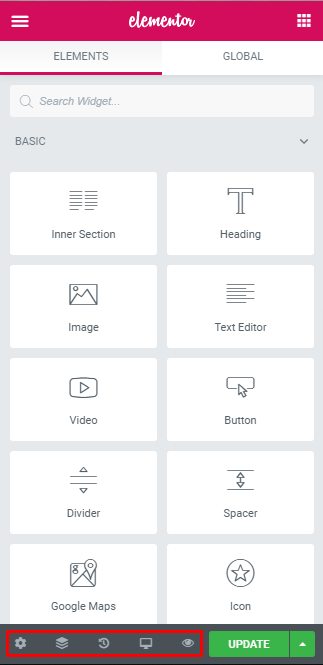 elementor
ELEMENTS GLOBAL
Search Widget...
BASIC
Inner Section Heading
Image Text Editor
Video Button
Divider Spacer
Google Maps Icon
UPDATE